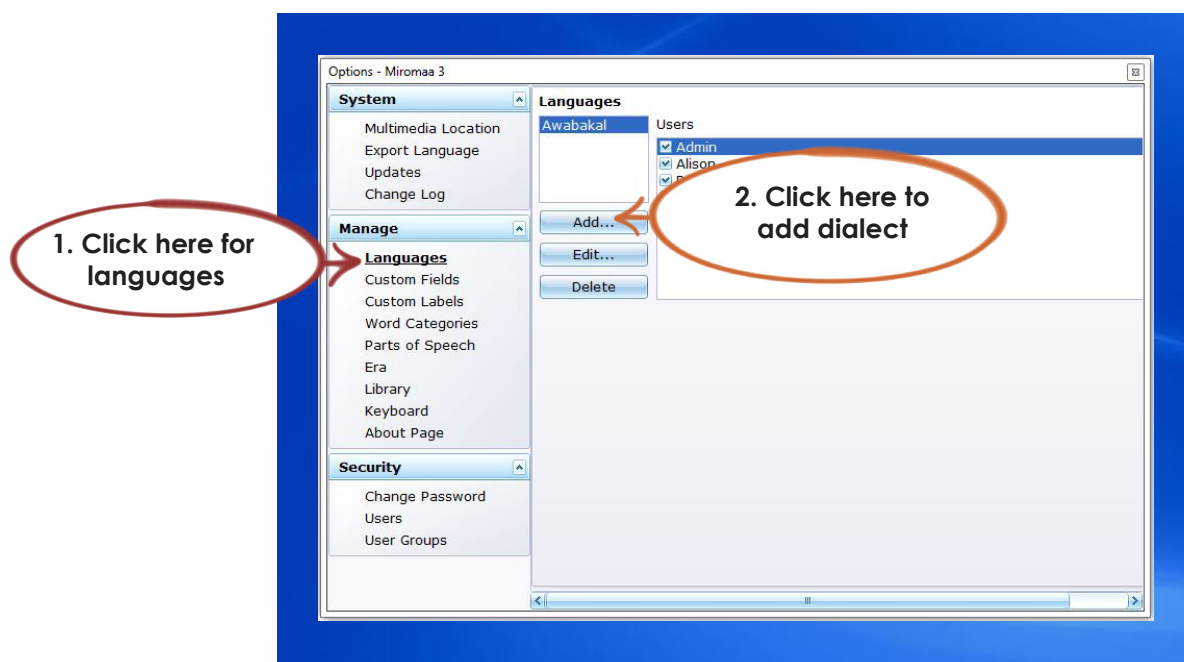 Options - Miromaa 3
System
Multimedia Location
Export Language
Updates
Change Log
Manage
Languages
Custom Fields
Custom Labels
Word Categories
Parts of Speech
Era
Library
Keyboard
About Page
Security
Change Password
Users
User Groups
Languages
Awabakal
Users
Admin
Alison
Add...
Edit...
Delete
1. Click here for
languages
2. Click here to
add dialect